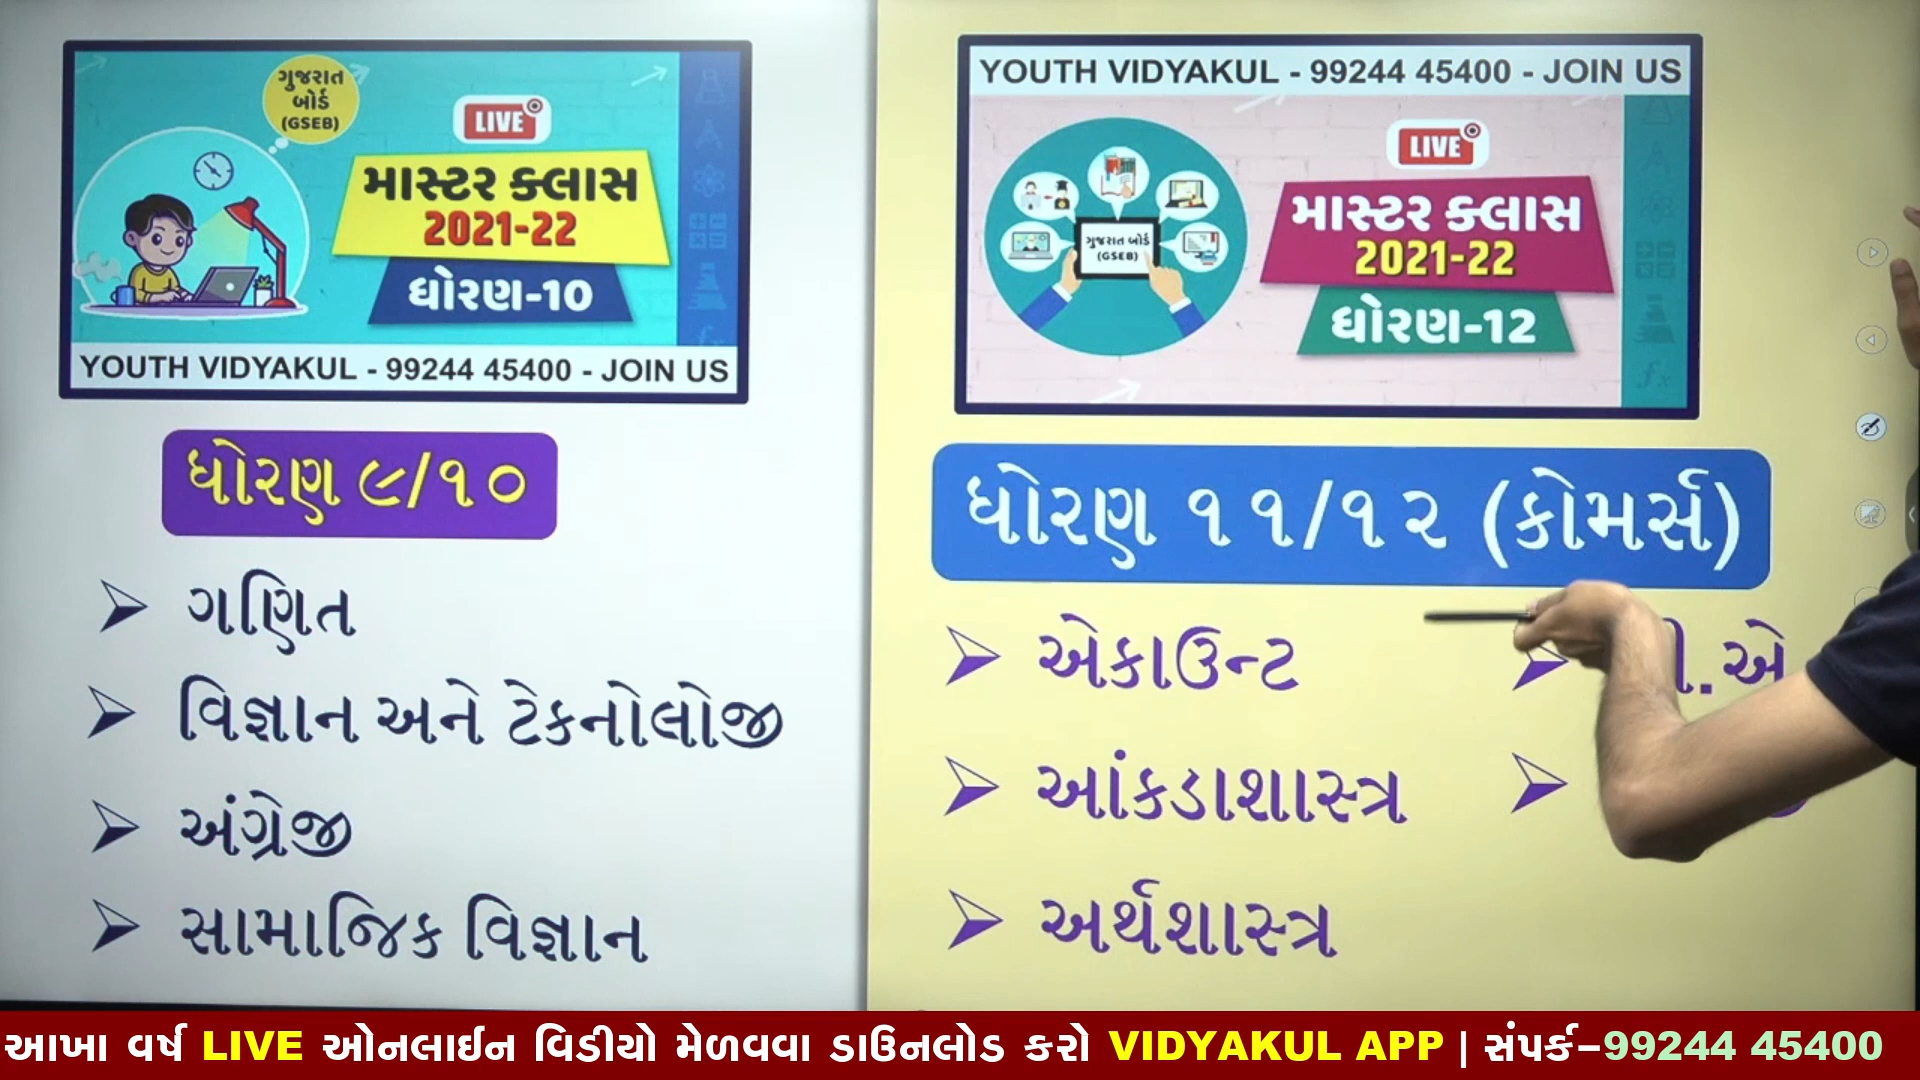 ગુજરાત
બોર્ડ
(GSEB)
LIVE
માસ્ટર ક્લાસ
2021-22
ધોરણ-10
YOUTH VIDYAKUL - 99244 45400 - JOIN US
ધોરણ ૯/૧૦
➢ ગણિત
➢ વિજ્ઞાન અને ટેકનોલોજી
➢ અંગ્રેજી
➢ સામાજિક વિજ્ઞાન
YOUTH VIDYAKUL - 99244 45400 - JOIN US
LIVE
ગુજરાત બોર્ડ
(GSEB)
માસ્ટર ક્લાસ
2021-22
ધોરણ-12
ધોરણ ૧૧/૧૨ (કોમર્સ)
➢ એકાઉન્ટ
➢ આંકડાશાસ્ત્ર
➢ અર્થશાસ્ત્ર
આખા વર્ષ LIVE ઓનલાઈન વિડીયો મેળવવા ડાઉનલોડ કરો VIDYAKUL APP | સંપર્ક-99244 45400